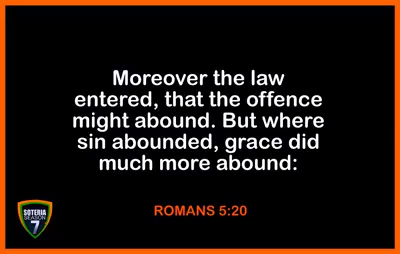 Moreover the law
entered, that the offence
might abound. But where
sin abounded, grace did
much more abound:
ROMANS 5:20
SOTERIA
SEASON
7